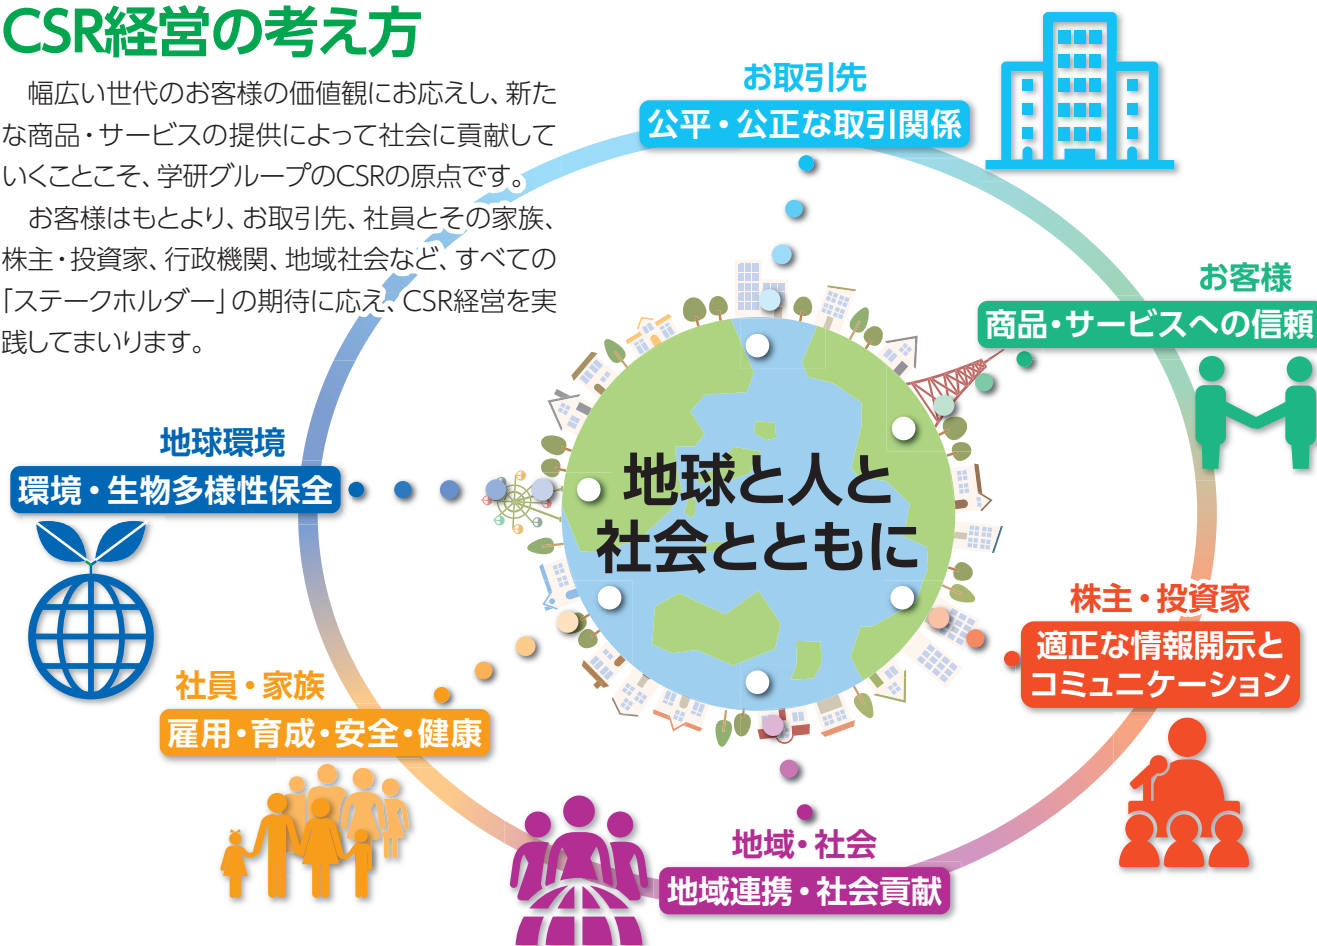 CSR経営の考え方
　幅広い世代のお客様の価値観にお応えし、新た
な商品・サービスの提供によって社会に貢献して
いくことこそ、学研グループのCSRの原点です。
　お客様はもとより、お取引先、社員とその家族、
株主・投資家、行政機関、地域社会など、すべての
「ステークホルダー」の期待に応え、CSR経営を実
践してまいります。
お取引先
公平・公正な取引関係
お客様
商品・サービスへの信頼
地球環境
環境・生物多様性保全
地球と人と
社会とともに
株主・投資家
適正な情報開示と
コミュニケーション
社員・家族
雇用・育成・安全・健康
地域・社会
地域連携・社会貢献